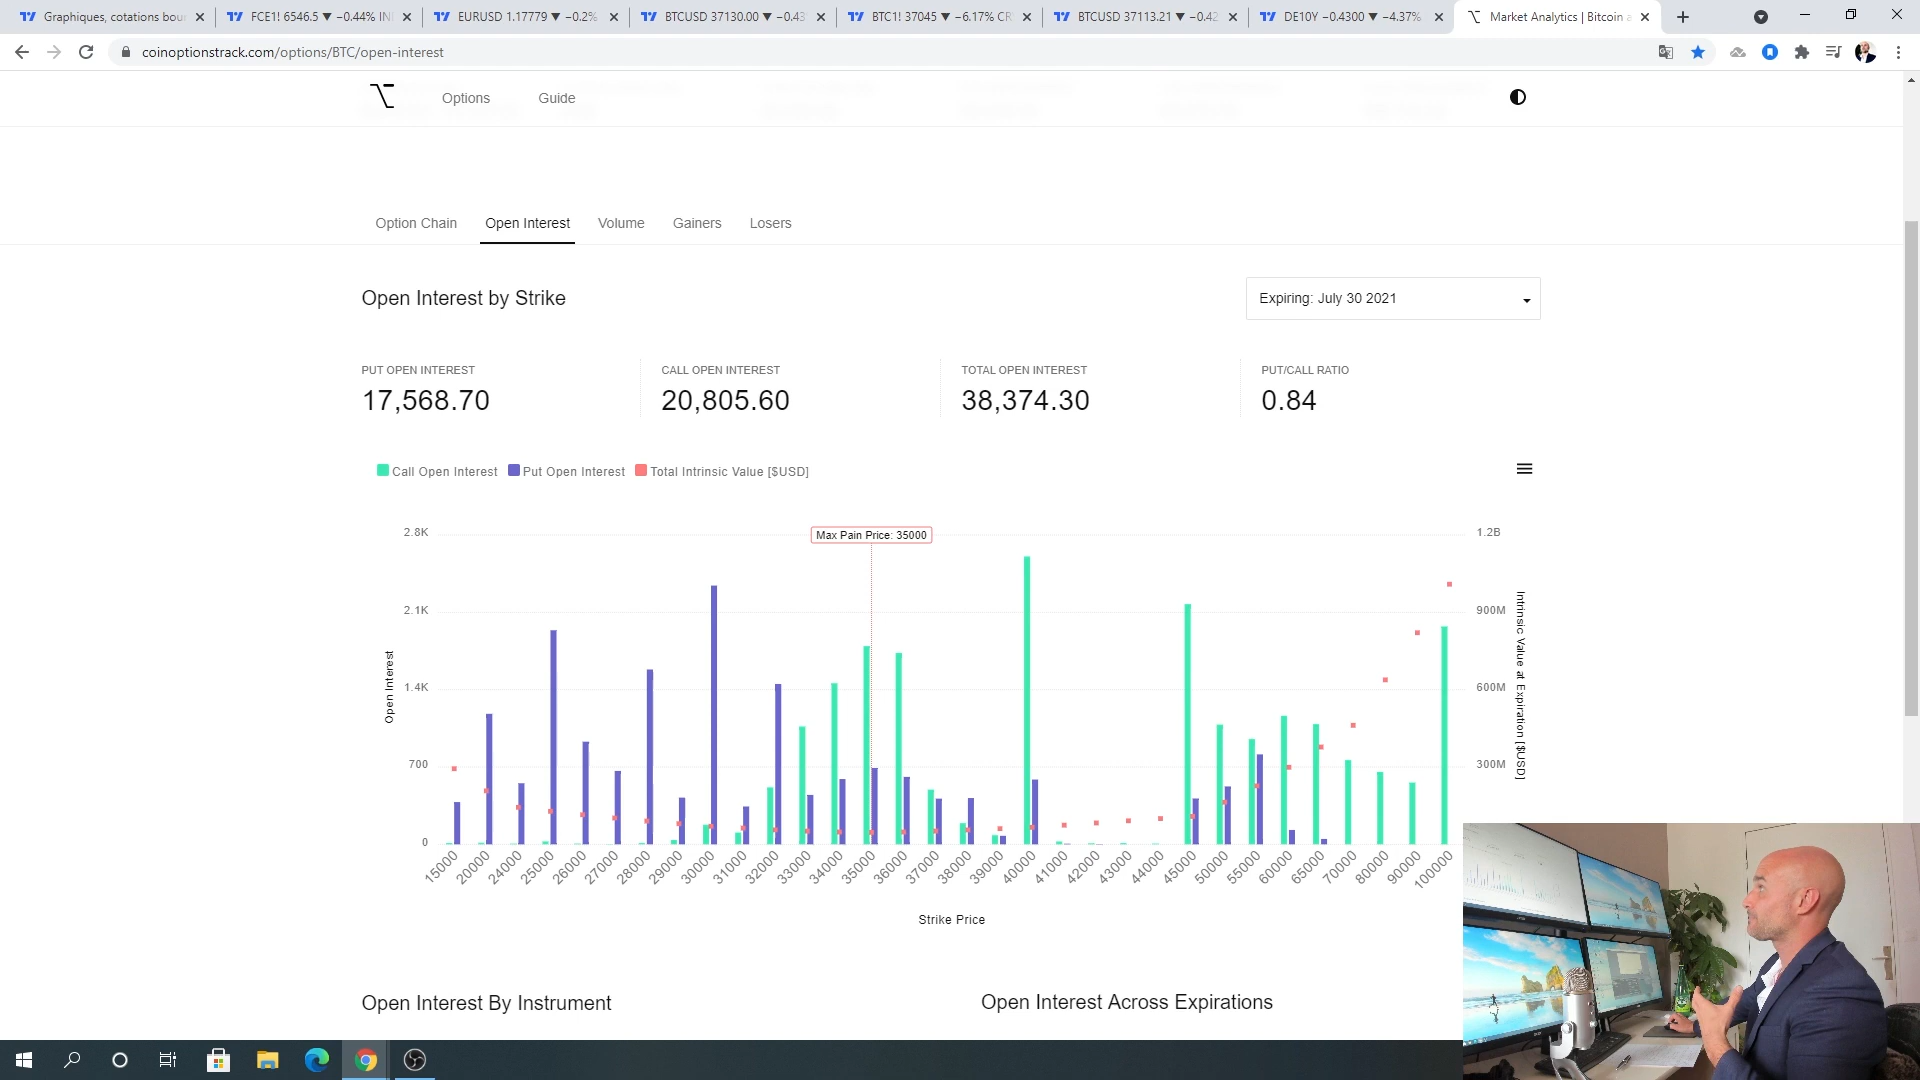 Graphiques, cotations bour
FCE1! 6546.5 ▼ −0.44% IN
EURUSD 1.17779 ▼ −0.2%
BTCUSD 37130.00 ▼ −0.43
BTC1! 37045 ▼ −6.17% CR
BTCUSD 37113.21 ▼ −0.42
DE10Y −0.4300 ▼ −4.37%
Market Analytics | Bitcoin a
coinoptionstrack.com/options/BTC/open-interest
Options
Guide
Option Chain
Open Interest
Volume
Gainers
Losers
Open Interest by Strike
Expiring: July 30 2021
PUT OPEN INTEREST
17,568.70
CALL OPEN INTEREST
20,805.60
TOTAL OPEN INTEREST
38,374.30
PUT/CALL RATIO
0.84
Call Open Interest
Put Open Interest
Total Intrinsic Value [$USD]
Max Pain Price: 35000
2.8K
2.1K
1.4K
700
0
Open Interest
1.2B
900M
600M
300M
Intrinsic Value at Expiration [$USD]
15000
20000
24000
25000
26000
27000
28000
29000
30000
31000
32000
33000
34000
35000
36000
37000
38000
39000
40000
41000
42000
43000
44000
45000
50000
55000
60000
65000
70000
80000
90000
100000
Strike Price
Open Interest By Instrument
Open Interest Across Expirations